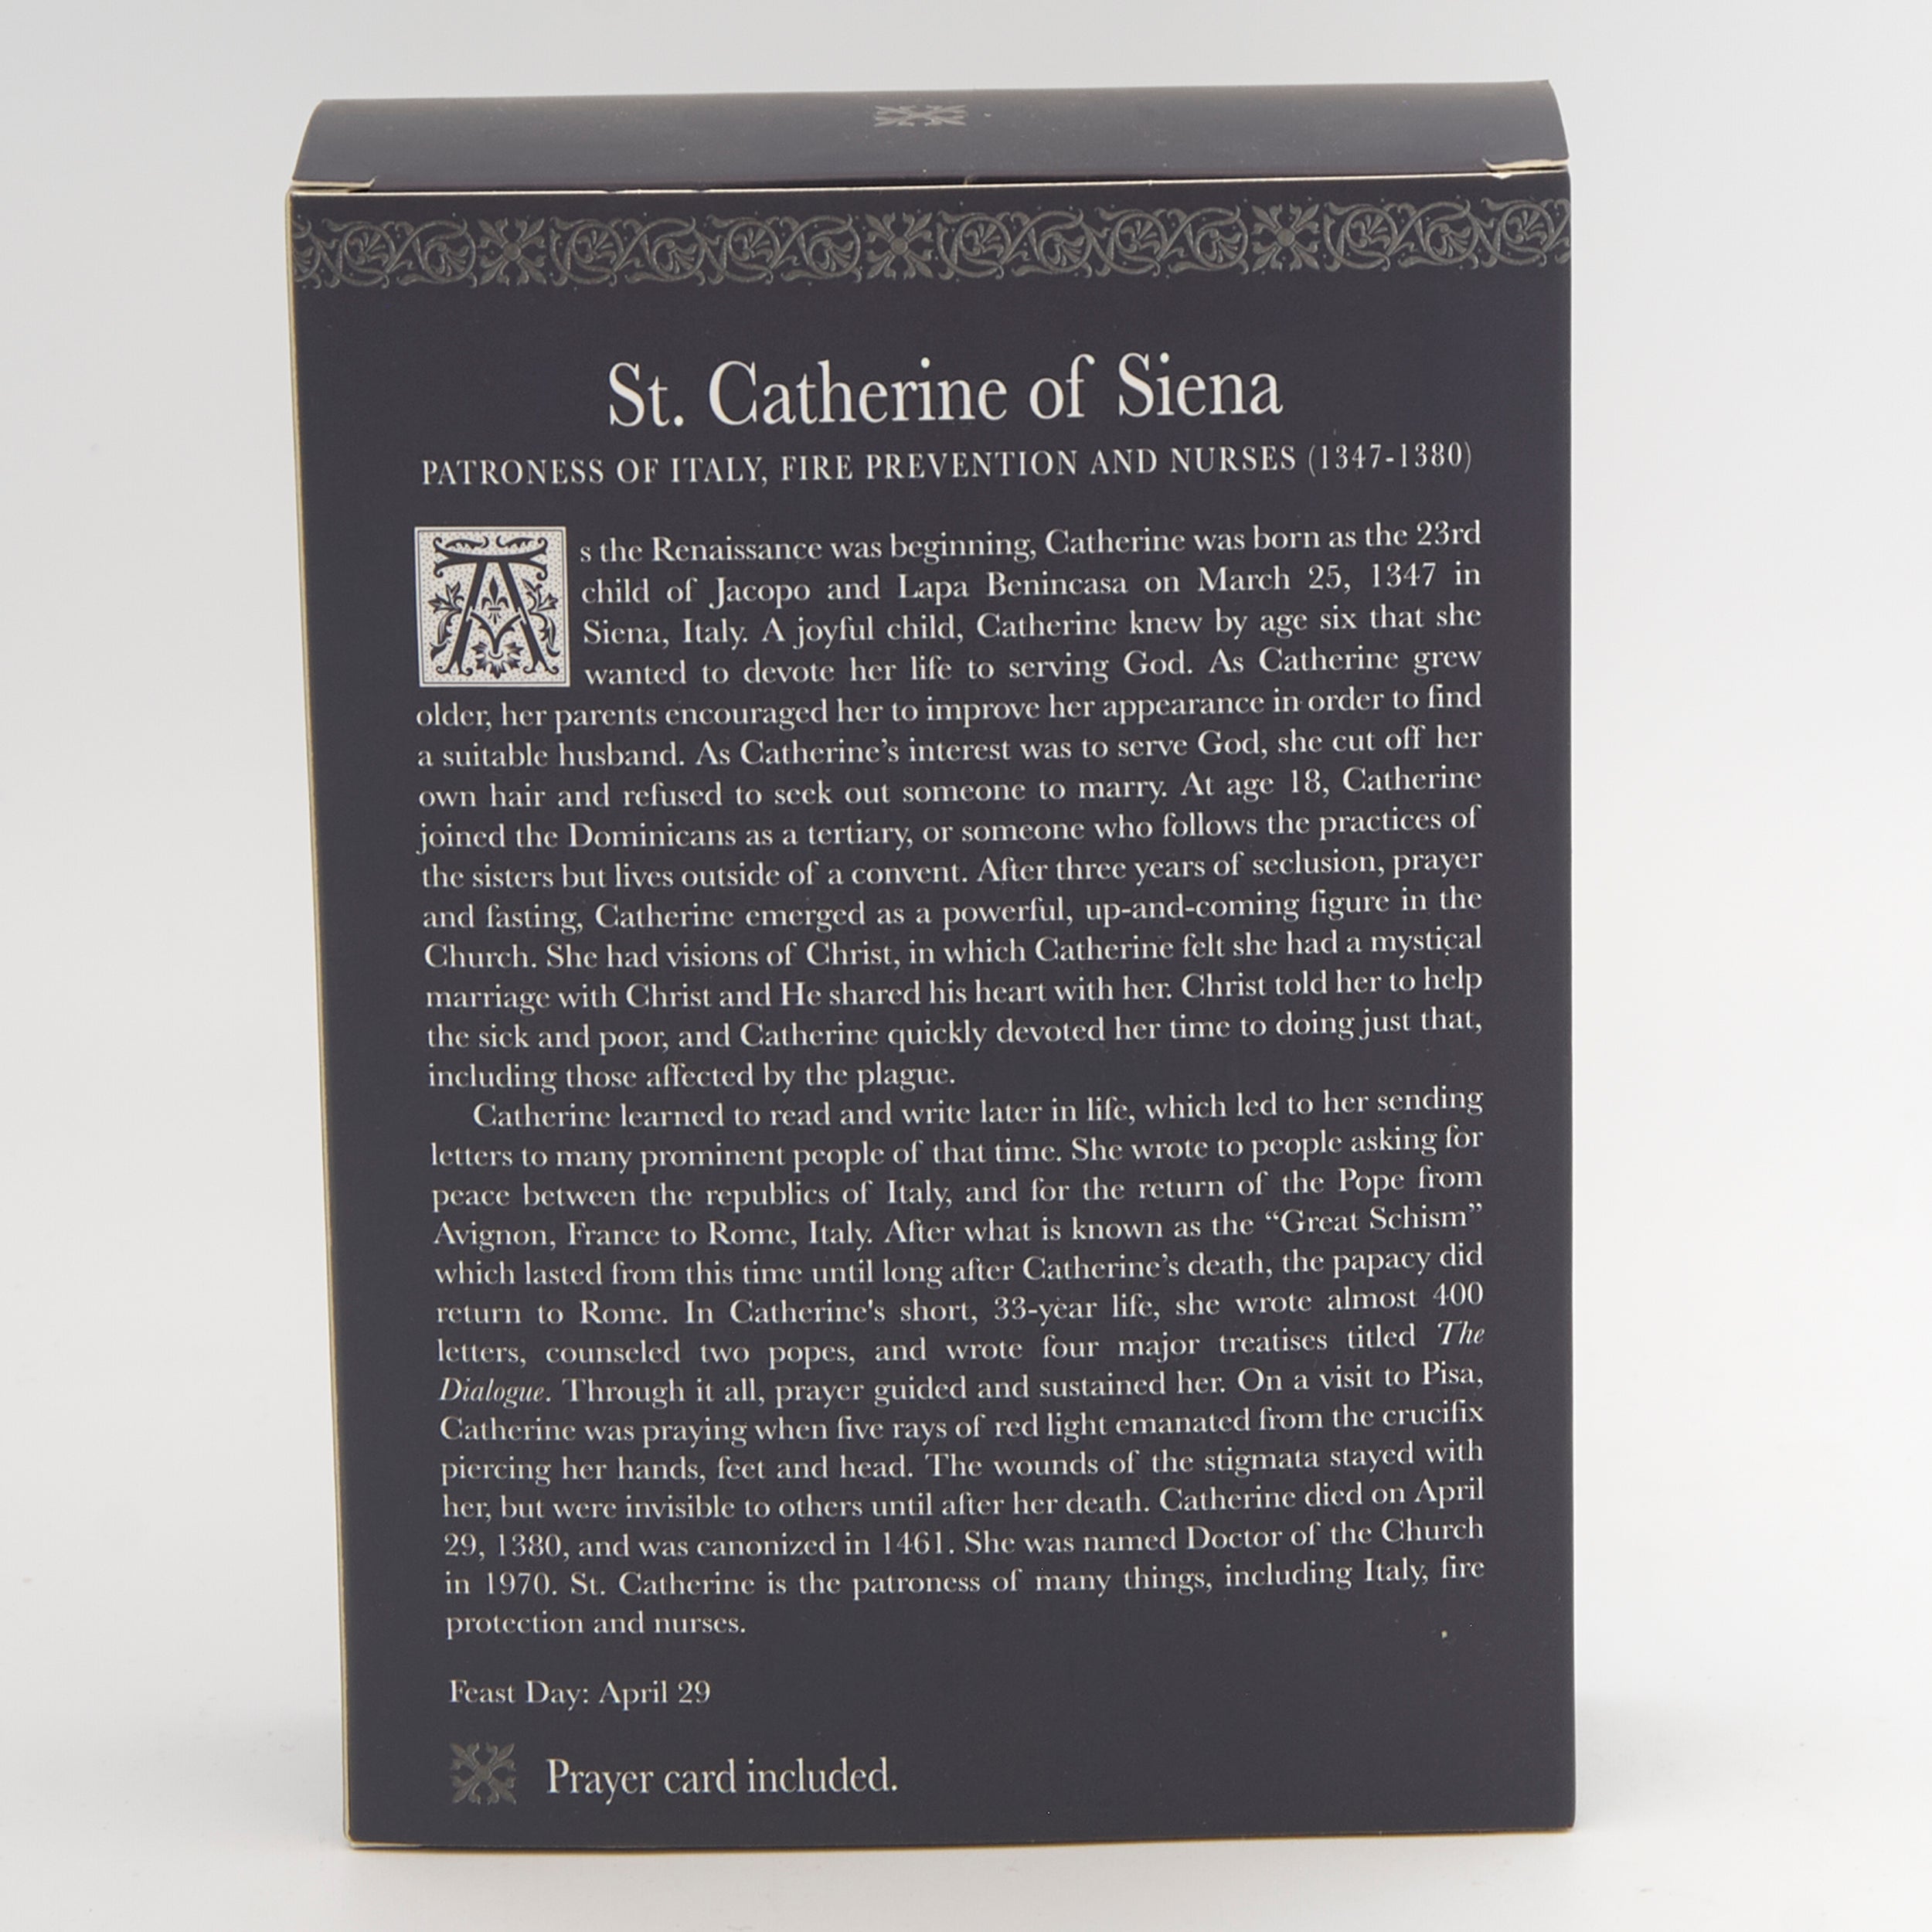 St. Catherine of Siena
PATRONESS OF ITALY, FIRE PREVENTION AND NURSES (1347-1380)
As the Renaissance was beginning, Catherine was born as the 23rd
child of Jacopo and Lapa Benincasa on March 25, 1347 in
Siena, Italy. A joyful child, Catherine knew by age six that she
wanted to devote her life to serving God. As Catherine grew
older, her parents encouraged her to improve her appearance in order to find
a suitable husband. As Catherine’s interest was to serve God, she cut off her
own hair and refused to seek out someone to marry. At age 18, Catherine
joined the Dominicans as a tertiary, or someone who follows the practices of
the sisters but lives outside of a convent. After three years of seclusion, prayer
and fasting, Catherine emerged as a powerful, up-and-coming figure in the
Church. She had visions of Christ, in which Catherine felt she had a mystical
marriage with Christ and He shared his heart with her. Christ told her to help
the sick and poor, and Catherine quickly devoted her time to doing just that,
including those affected by the plague.
Catherine learned to read and write later in life, which led to her sending
letters to many prominent people of that time. She wrote to people asking for
peace between the republics of Italy, and for the return of the Pope from
Avignon, France to Rome, Italy. After what is known as the “Great Schism”
which lasted from this time until long after Catherine’s death, the papacy did
return to Rome. In Catherine's short, 33-year life, she wrote almost 400
letters, counseled two popes, and wrote four major treatises titled The
Dialogue. Through it all, prayer guided and sustained her. On a visit to Pisa,
Catherine was praying when five rays of red light emanated from the crucifix
piercing her hands, feet and head. The wounds of the stigmata stayed with
her, but were invisible to others until after her death. Catherine died on April
29, 1380, and was canonized in 1461. She was named Doctor of the Church
in 1970. St. Catherine is the patroness of many things, including Italy, fire
protection and nurses.
Feast Day: April 29
Prayer card included.